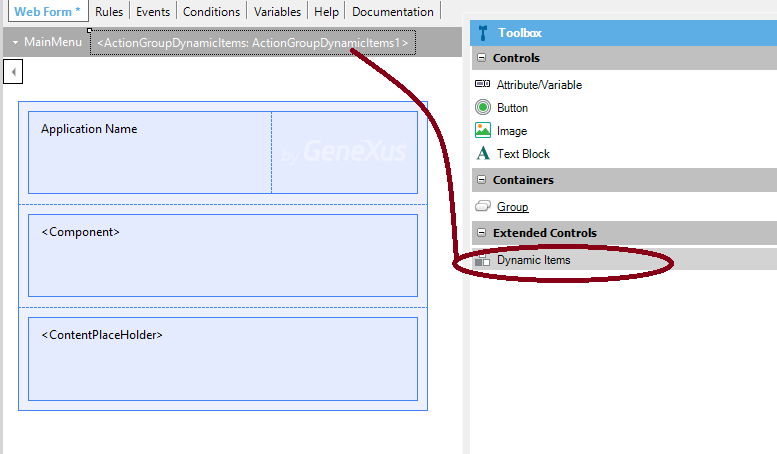 Web Form * Rules Events Conditions Variables Help Documentation
MainMenu <ActionGroupDynamicItems: ActionGroupDynamicItems1>
Application Name
by GeneXus
<Component>
<ContentPlaceHolder>
Toolbox
Controls
Attribute/Variable
Button
Image
Text Block
Containers
Group
Extended Controls
Dynamic Items